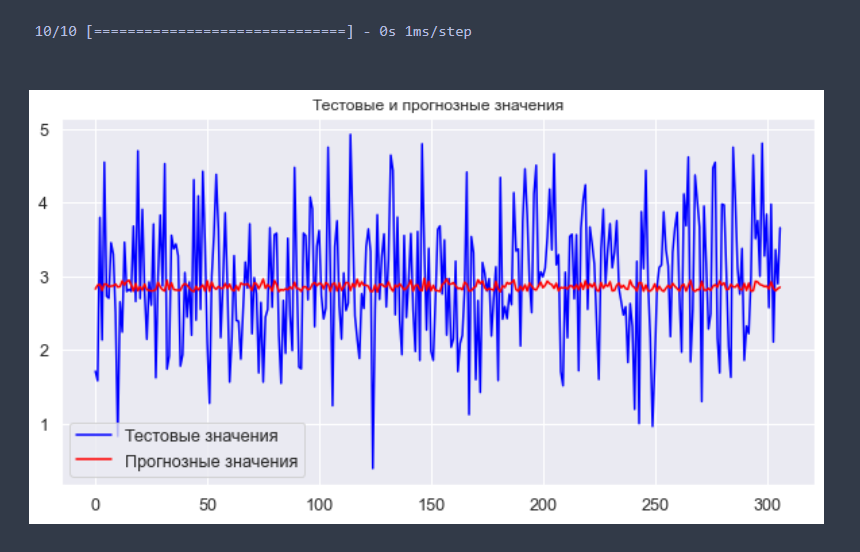 10/10 [==============================] - 0s 1ms/step
Тестовые и прогнозные значения
5
4
3
2
1
Тестовые значения
Прогнозные значения
0 50 100 150 200 250 300